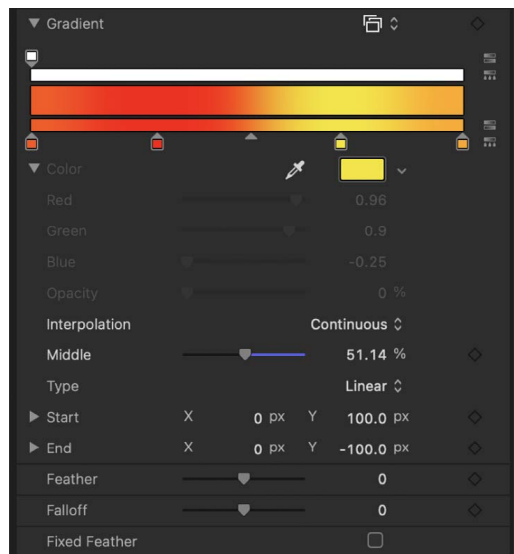 Gradient
Color
Red 0.96
Green 0.9
Blue -0.25
Opacity 0 %
Interpolation Continuous
Middle 51.14 %
Type Linear
Start X 0 px Y 100.0 px
End X 0 px Y -100.0 px
Feather 0
Falloff 0
Fixed Feather